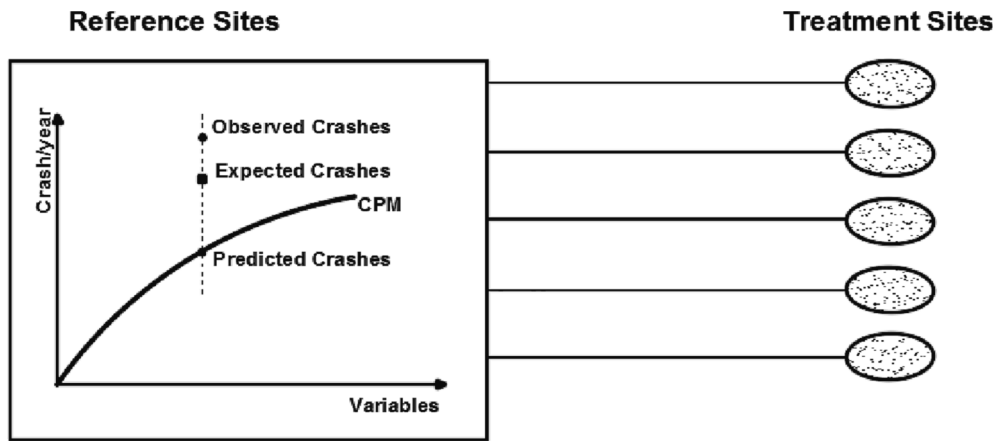 Reference Sites
Treatment Sites
Crash/year
Observed Crashes
Expected Crashes
CPM
Predicted Crashes
Variables